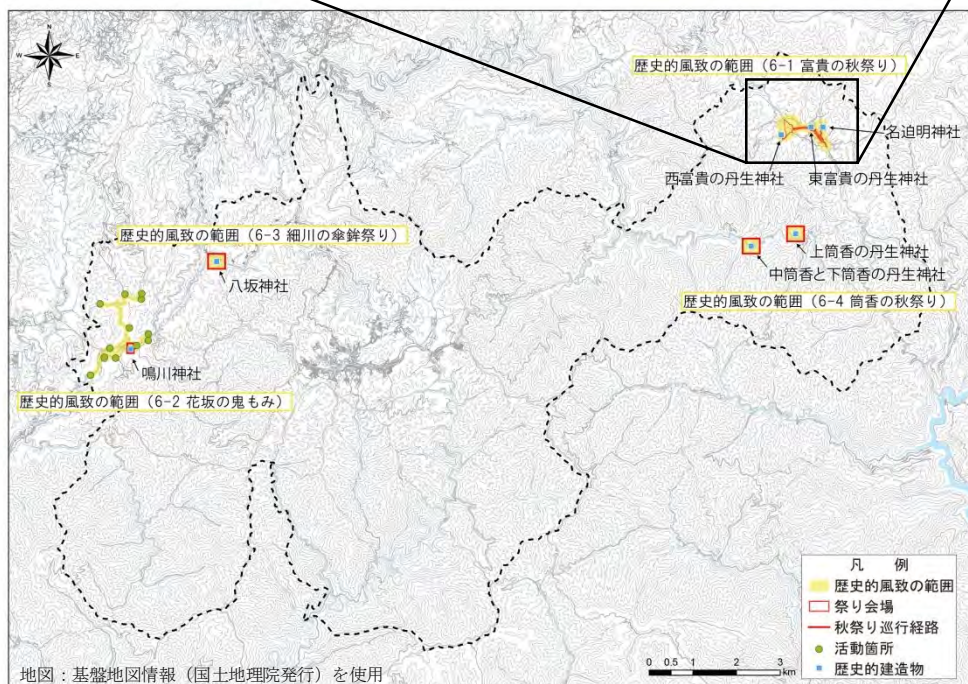 N
W
E
S
歴史的風致の範囲（6-1 富貴の秋祭り）
名迫明神社
西富貴の丹生神社
東富貴の丹生神社
歴史的風致の範囲（6-3 細川の傘鉾祭り）
八坂神社
上筒香の丹生神社
中筒香と下筒香の丹生神社
歴史的風致の範囲（6-4 筒香の秋祭り）
鳴川神社
歴史的風致の範囲（6-2 花坂の鬼もみ）
凡 例
歴史的風致の範囲
祭り会場
秋祭り巡行経路
活動箇所
歴史的建造物
0 0.5 1 2 3
km
地図：基盤地図情報（国土地理院発行）を使用